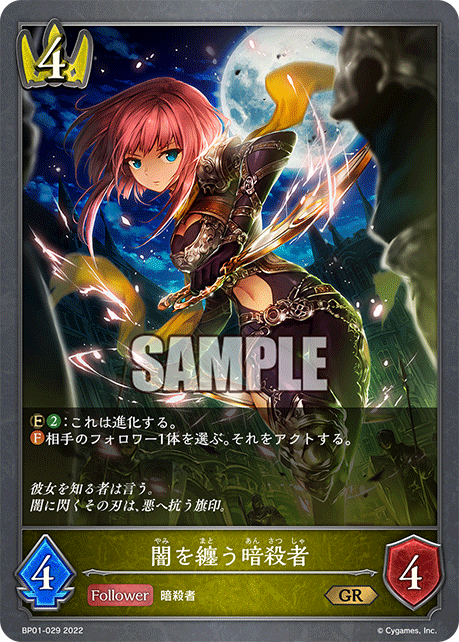 4
SAMPLE
E 2:これは進化する。
F 相手のフォロワー1体を選ぶ。それをアクトする。
彼女を知る者は言う。
闇に閃くその刃は、悪へ抗う旗印。
やみ まと あん さつ しゃ
闇を纏う暗殺者
4
Follower 暗殺者
GR
4
BP01-029 2022
© Cygames, Inc.